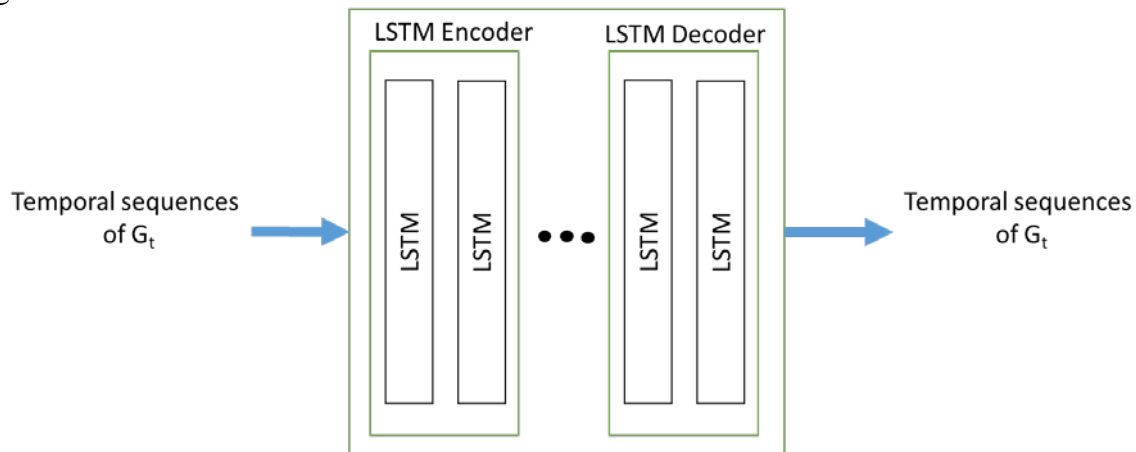 LSTM Encoder
LSTM Decoder
Temporal sequences
of Gt
LSTM
LSTM
LSTM
LSTM
Temporal sequences
of Gt